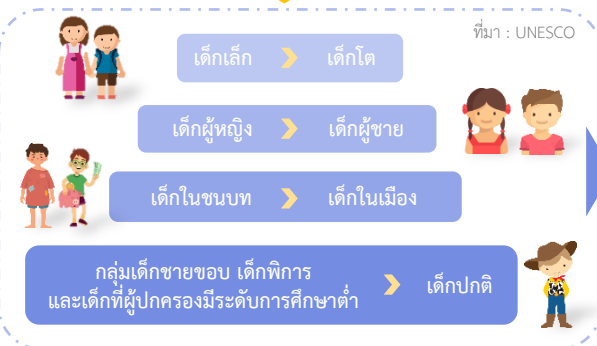 ที่มา : UNESCO
เด็กเล็ก เด็กโต
เด็กผู้หญิง เด็กผู้ชาย
เด็กในชนบท เด็กในเมือง
กลุ่มเด็กชายขอบ เด็กพิการ
และเด็กที่ผู้ปกครองมีระดับการศึกษาต่ำ
เด็กปกติ